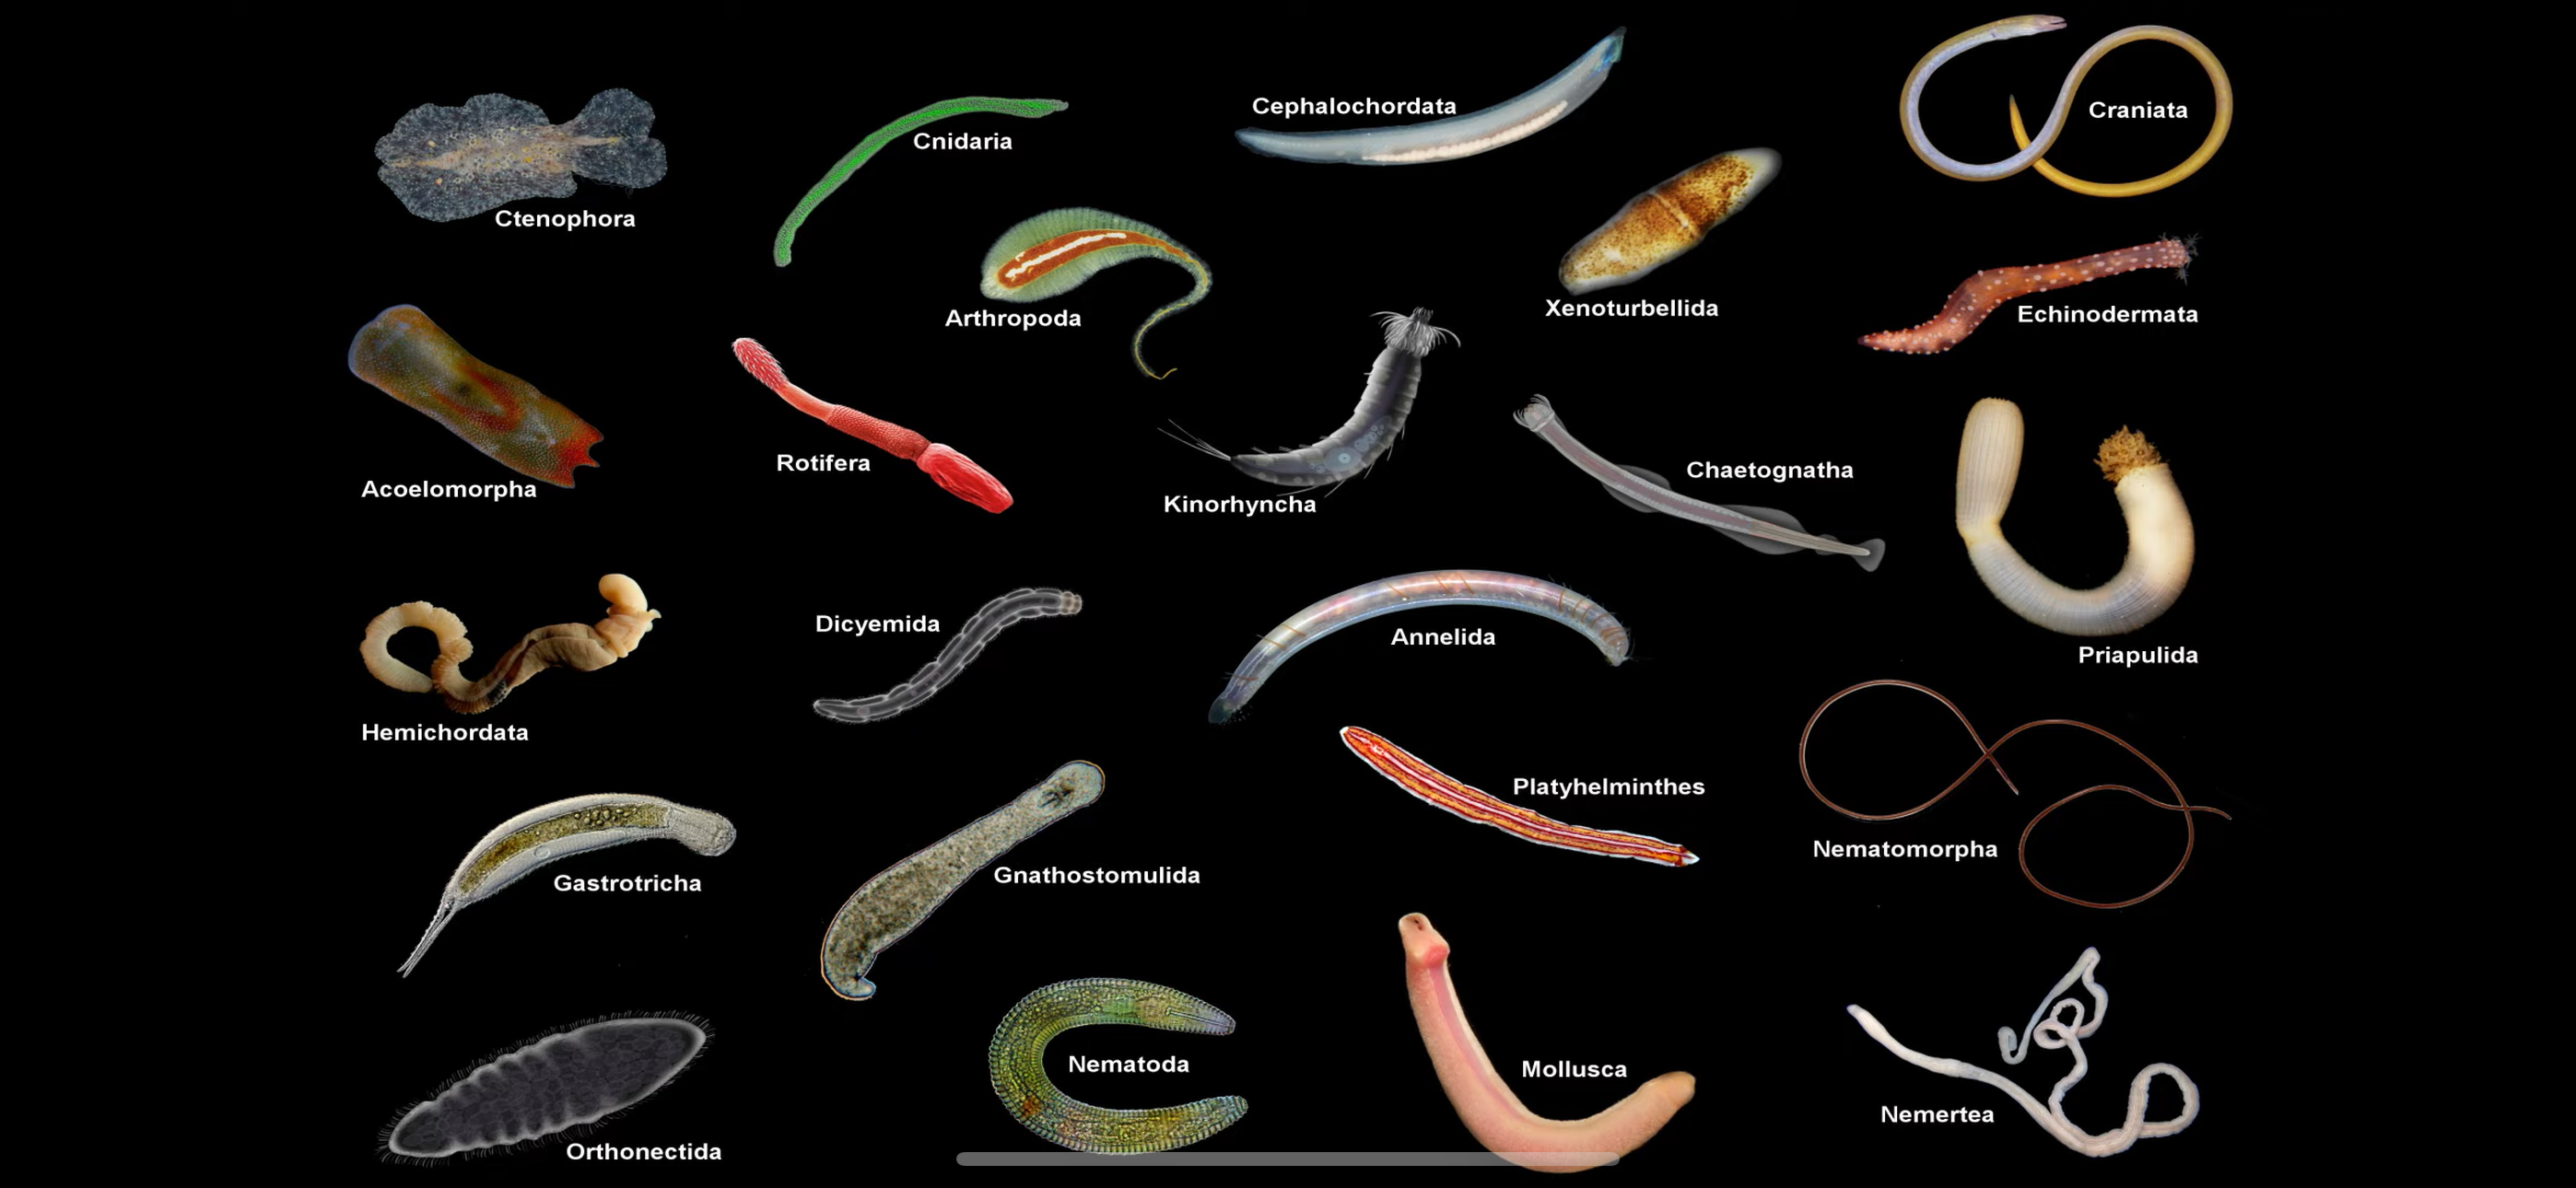 Ctenophora
Cnidaria
Cephalochordata
Craniata
Arthropoda
Xenoturbellida
Echinodermata
Acoelomorpha
Rotifera
Kinorhyncha
Chaetognatha
Priapulida
Hemichordata
Dicyemida
Annelida
Platyhelminthes
Nematomorpha
Gastrotricha
Gnathostomulida
Nematoda
Mollusca
Nemertea
Orthonectida